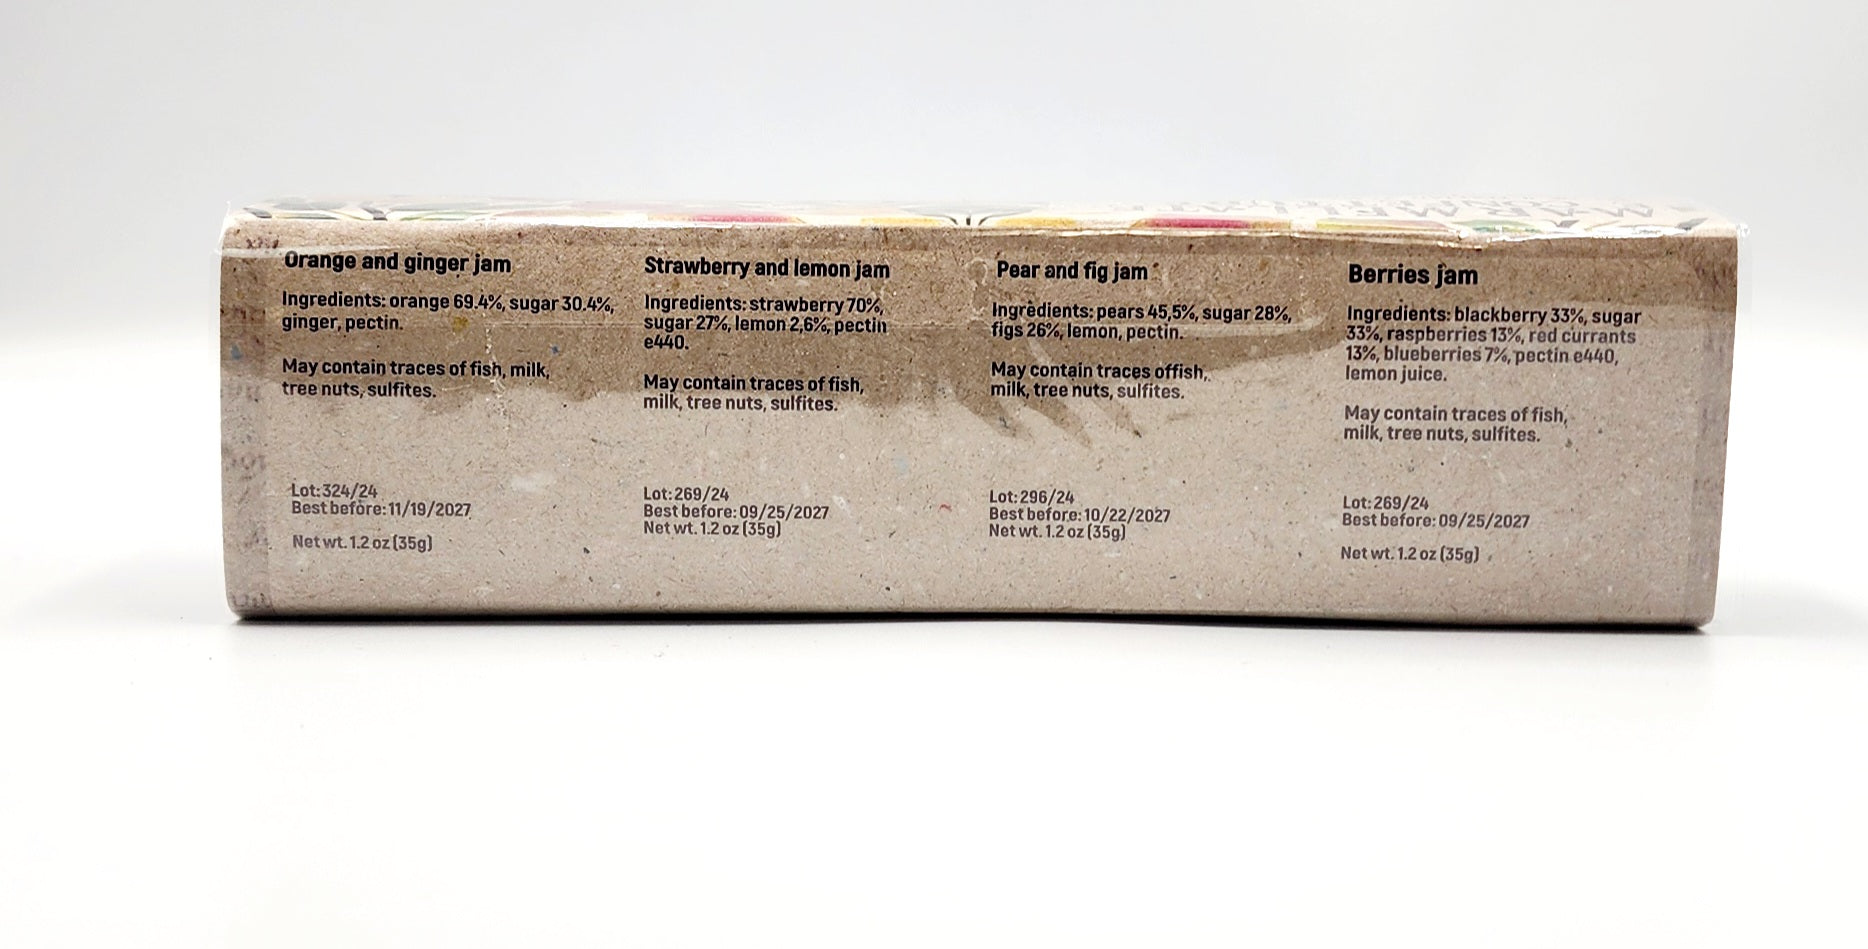 Orange and ginger jam
Ingredients: orange 69.4%, sugar 30.4%,
ginger, pectin.
May contain traces of fish, milk,
tree nuts, sulfites.
Lot: 324/24
Best before: 11/19/2027
Net wt. 1.2 oz (35g)
Strawberry and lemon jam
Ingredients: strawberry 70%,
sugar 27%, lemon 2,6%, pectin
e440.
May contain traces of fish,
milk, tree nuts, sulfites.
Lot: 269/24
Best before: 09/25/2027
Net wt. 1.2 oz (35g)
Pear and fig jam
Ingredients: pears 45,5%, sugar 28%,
figs 26%, lemon, pectin.
May contain traces offish,
milk, tree nuts, sulfites.
Lot: 296/24
Best before: 10/22/2027
Net wt. 1.2 oz (35g)
Berries jam
Ingredients: blackberry 33%, sugar
33%, raspberries 13%, red currants
13%, blueberries 7%, pectin e440,
lemon juice.
May contain traces of fish,
milk, tree nuts, sulfites.
Lot: 269/24
Best before: 09/25/2027
Net wt. 1.2 oz (35g)